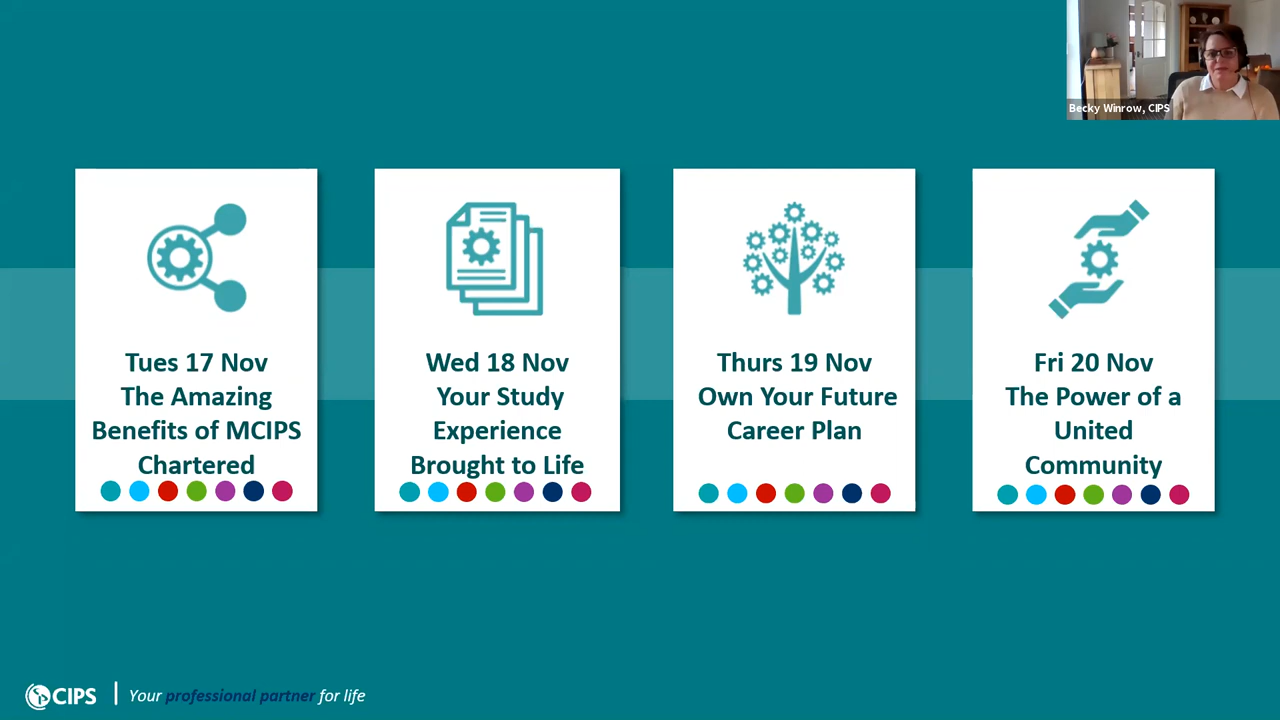 Becky Winrow, CIPS
Tues 17 Nov
The Amazing
Benefits of MCIPS
Chartered
Wed 18 Nov
Your Study
Experience
Brought to Life
Thurs 19 Nov
Own Your Future
Career Plan
Fri 20 Nov
The Power of a
United
Community
CIPS | Your professional partner for life